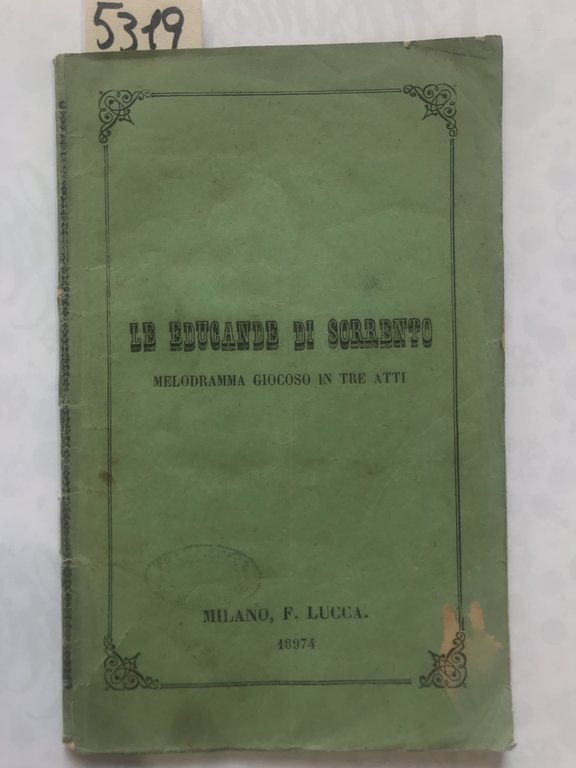 5319
LE EDUCANDE DI SORRENTO
MELODRAMMA GIOCOSO IN TRE ATTI
MILANO, F. LUCCA.
18974